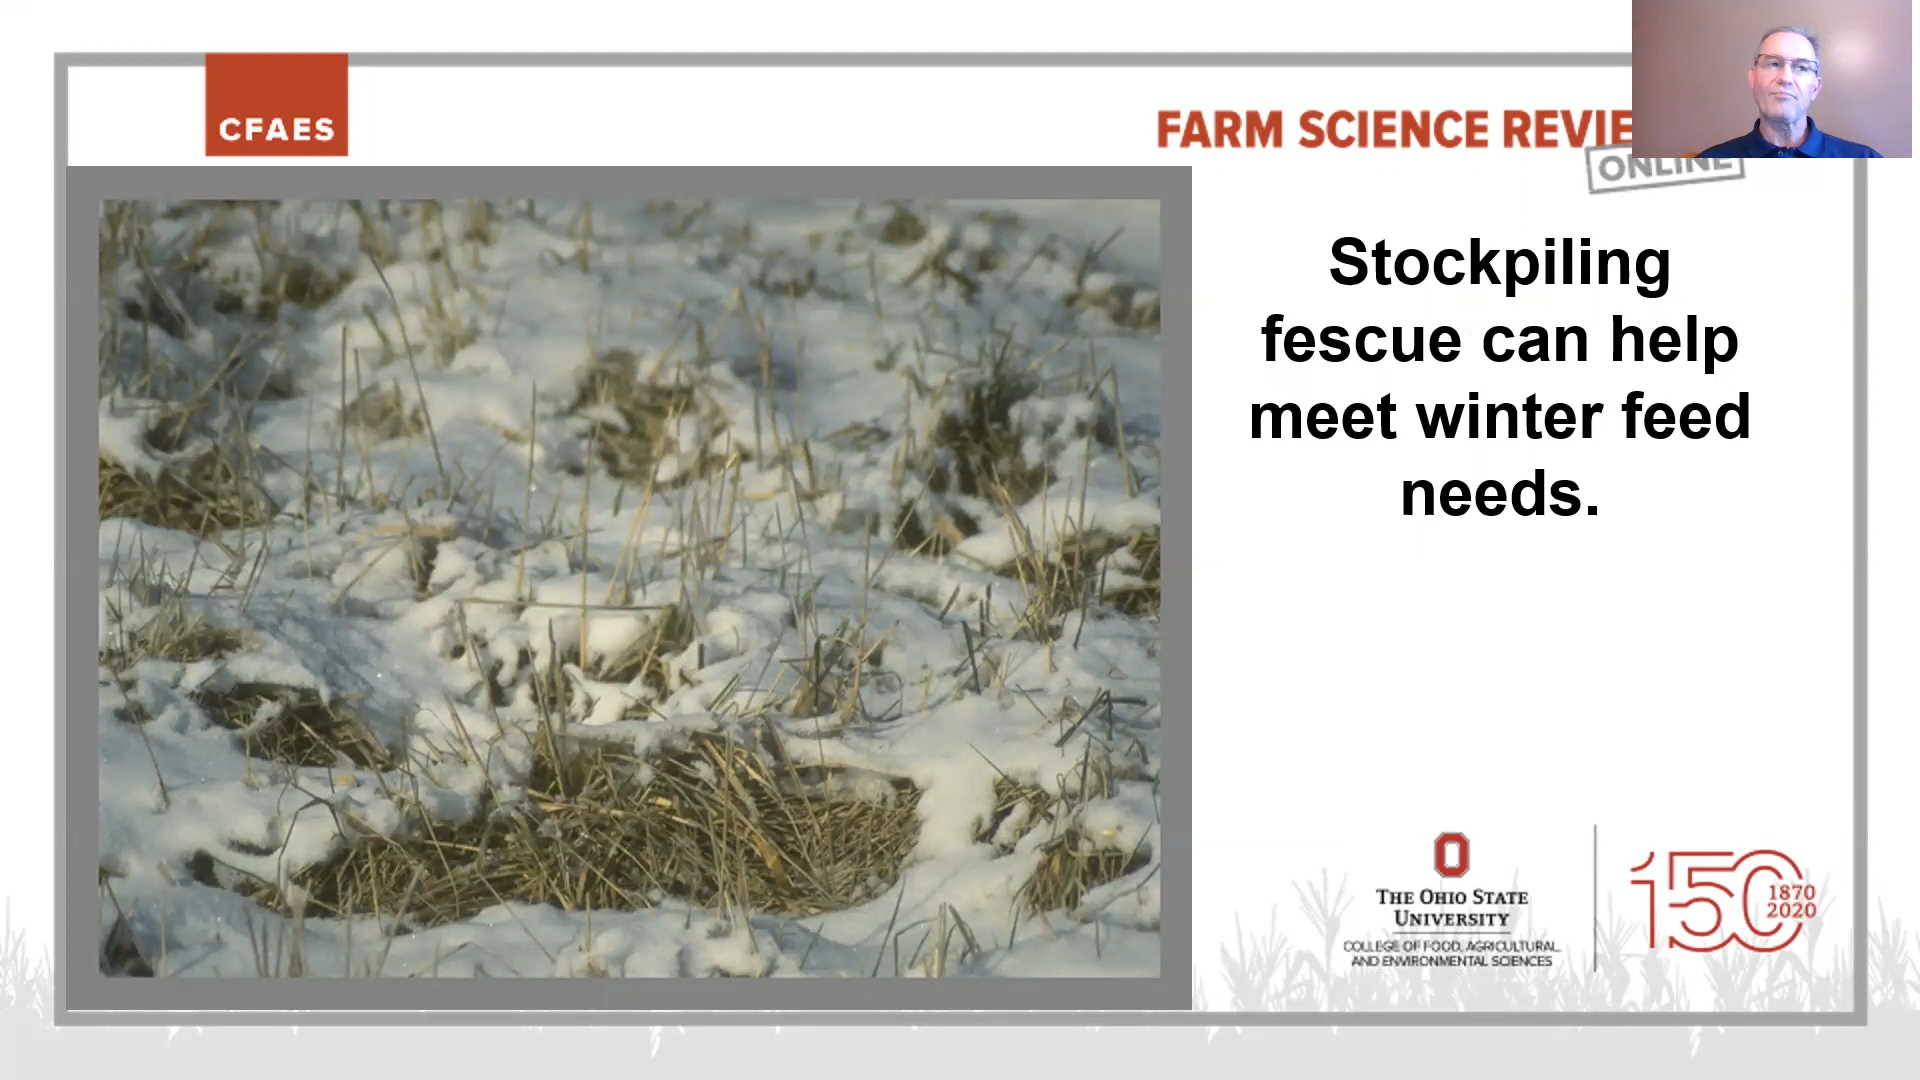 CFAES
FARM SCIENCE REVIE
ONLINE
Stockpiling
fescue can help
meet winter feed
needs.
THE OHIO STATE
UNIVERSITY
COLLEGE OF FOOD, AGRICULTURAL,
AND ENVIRONMENTAL SCIENCES
150
1870
2020